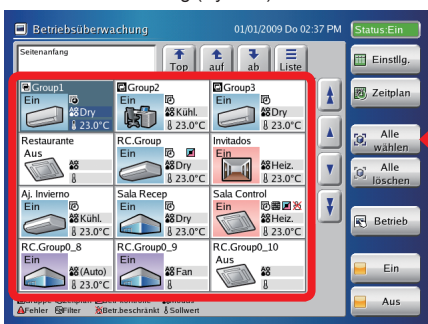 Betriebsüberwachung 01/01/2009 Do 02:37 PM Status:Ein
Seitenanfang
Top auf ab Liste
Einstllg.
Zeitplan
Alle wählen
Alle löschen
Betrieb
Ein
Aus
Group1
Ein
Dry
23.0°C
Group2
Ein
Kühl.
23.0°C
Group3
Ein
Dry
23.0°C
Restaurante
Aus
RC.Group
Ein
Dry
23.0°C
Invitados
Ein
Heiz.
23.0°C
Aj. Invierno
Ein
Kühl.
23.0°C
Sala Recep
Ein
Dry
23.0°C
Sala Control
Ein
Heiz.
23.0°C
RC.Group0_8
Ein
(Auto)
23.0°C
RC.Group0_9
Ein
Fan
RC.Group0_10
Aus
Fehler Filter Betr.beschränkt Sollwert